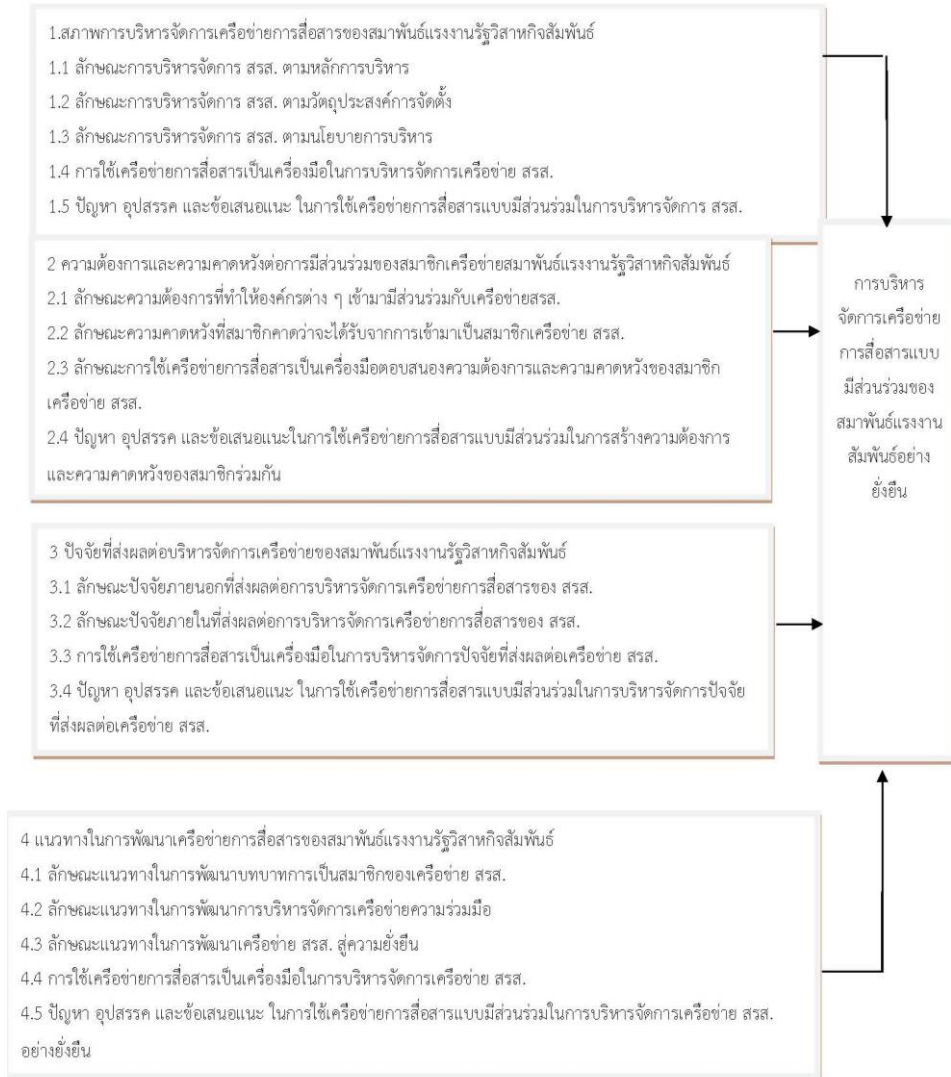 1.สภาพการบริหารจัดการเครือข่ายการสื่อสารของสมาพันธ์แรงงานรัฐวิสาหกิจสัมพันธ์
1.1 ลักษณะการบริหารจัดการ สรส. ตามหลักการบริหาร
1.2 ลักษณะการบริหารจัดการ สรส. ตามวัตถุประสงค์การจัดตั้ง
1.3 ลักษณะการบริหารจัดการ สรส. ตามนโยบายการบริหาร
1.4 การใช้เครือข่ายการสื่อสารเป็นเครื่องมือในการบริหารจัดการเครือข่าย สรส.
1.5 ปัญหา อุปสรรค และข้อเสนอแนะ ในการใช้เครือข่ายการสื่อสารแบบมีส่วนร่วมในการบริหารจัดการ สรส.
2 ความต้องการและความคาดหวังต่อการมีส่วนร่วมของสมาชิกเครือข่ายสมาพันธ์แรงงานรัฐวิสาหกิจสัมพันธ์
2.1 ลักษณะความต้องการที่ทำให้องค์กรต่าง ๆ เข้ามามีส่วนร่วมกับเครือข่ายสรส.
2.2 ลักษณะความคาดหวังที่สมาชิกคาดว่าจะได้รับจากการเข้ามาเป็นสมาชิกเครือข่าย สรส.
2.3 ลักษณะการใช้เครือข่ายการสื่อสารเป็นเครื่องมือตอบสนองความต้องการและความคาดหวังของสมาชิก
เครือข่าย สรส.
2.4 ปัญหา อุปสรรค และข้อเสนอแนะในการใช้เครือข่ายการสื่อสารแบบมีส่วนร่วมในการสร้างความต้องการ
และความคาดหวังของสมาชิกร่วมกัน
3 ปัจจัยที่ส่งผลต่อบริหารจัดการเครือข่ายของสมาพันธ์แรงงานรัฐวิสาหกิจสัมพันธ์
3.1 ลักษณะปัจจัยภายนอกที่ส่งผลต่อการบริหารจัดการเครือข่ายการสื่อสารของ สรส.
3.2 ลักษณะปัจจัยภายในที่ส่งผลต่อการบริหารจัดการเครือข่ายการสื่อสารของ สรส.
3.3 การใช้เครือข่ายการสื่อสารเป็นเครื่องมือในการบริหารจัดการปัจจัยที่ส่งผลต่อเครือข่าย สรส.
3.4 ปัญหา อุปสรรค และข้อเสนอแนะ ในการใช้เครือข่ายการสื่อสารแบบมีส่วนร่วมในการบริหารจัดการปัจจัย
ที่ส่งผลต่อเครือข่าย สรส.
4 แนวทางในการพัฒนาเครือข่ายการสื่อสารของสมาพันธ์แรงงานรัฐวิสาหกิจสัมพันธ์
4.1 ลักษณะแนวทางในการพัฒนาบทบาทการเป็นสมาชิกของเครือข่าย สรส.
4.2 ลักษณะแนวทางในการพัฒนาการบริหารจัดการเครือข่ายความร่วมมือ
4.3 ลักษณะแนวทางในการพัฒนาเครือข่าย สรส. สู่ความยั่งยืน
4.4 การใช้เครือข่ายการสื่อสารเป็นเครื่องมือในการบริหารจัดการเครือข่าย สรส.
4.5 ปัญหา อุปสรรค และข้อเสนอแนะ ในการใช้เครือข่ายการสื่อสารแบบมีส่วนร่วมในการบริหารจัดการเครือข่าย สรส.
อย่างยั่งยืน
การบริหาร
จัดการเครือข่าย
การสื่อสารแบบ
มีส่วนร่วมของ
สมาพันธ์แรงงาน
สัมพันธ์อย่าง
ยั่งยืน